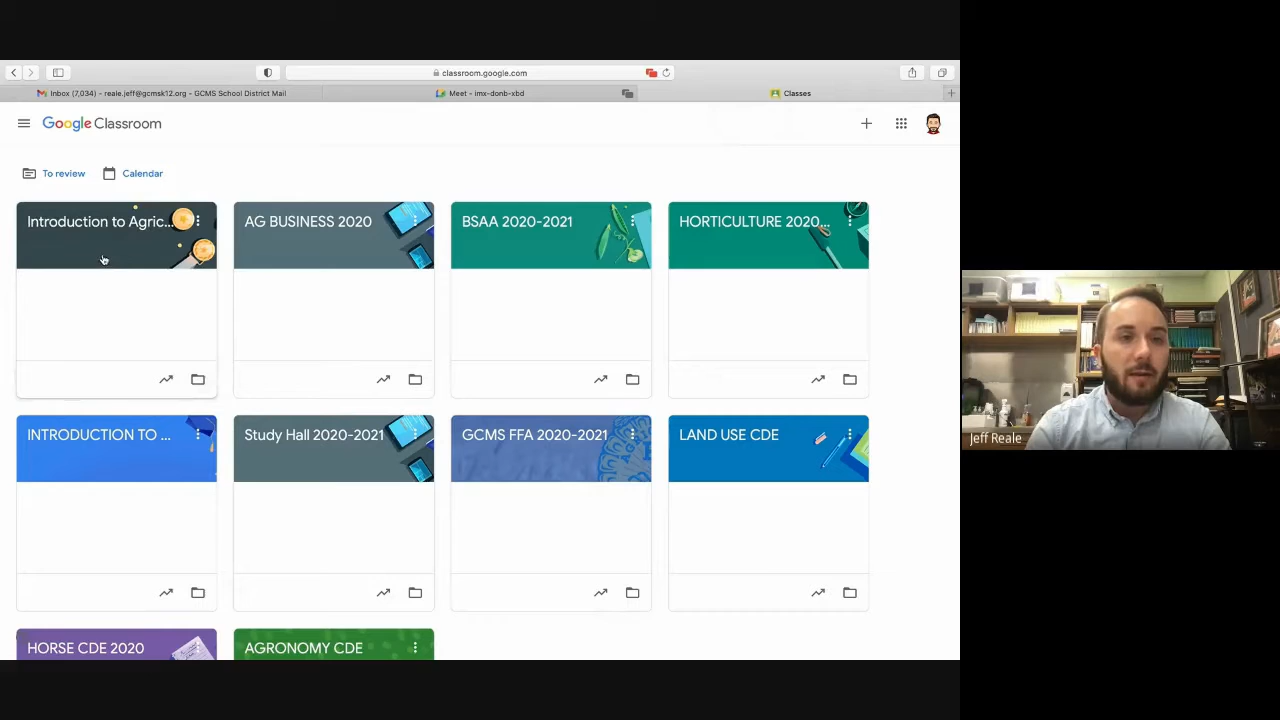 classroom.google.com
Inbox (7,034) - reale.jeff@gcmsk12.org - GCMS School District Mail
Meet - imx-donb-xbd
Classes
Google Classroom
To review
Calendar
Introduction to Agric...
AG BUSINESS 2020
BSAA 2020-2021
HORTICULTURE 2020...
INTRODUCTION TO ...
Study Hall 2020-2021
GCMS FFA 2020-2021
LAND USE CDE
HORSE CDE 2020
AGRONOMY CDE
Jeff Reale